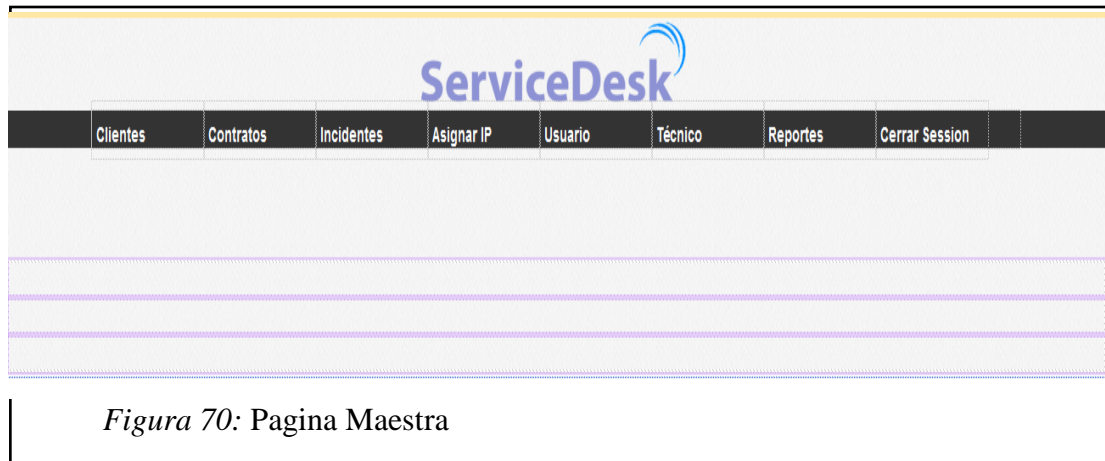 ServiceDesk
Clientes Contratos Incidentes Asignar IP Usuario Técnico Reportes Cerrar Session
Figura 70: Pagina Maestra